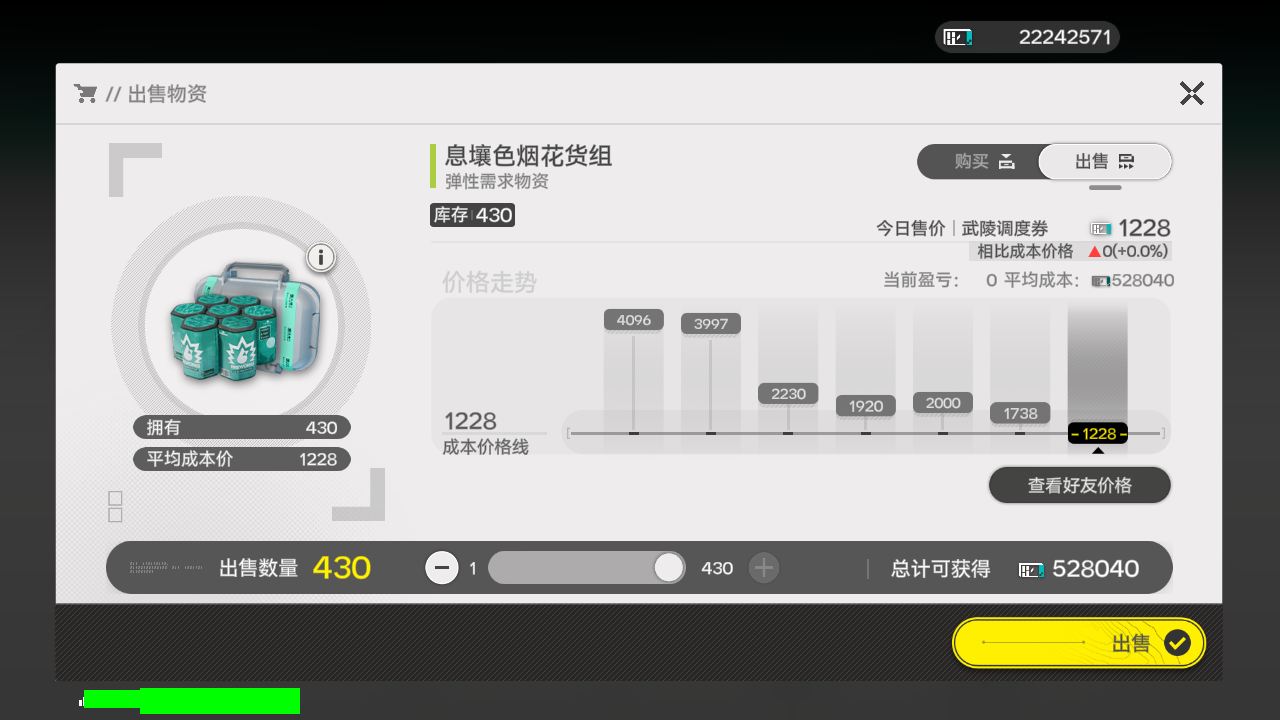 22242571
// 出售物资
息壤色烟花货组
弹性需求物资
购买
出售
库存 430
今日售价 | 武陵调度券 1228
相比成本价格 ▲0(+0.0%)
价格走势
当前盈亏： 0 平均成本： 528040
4096
3997
2230
1920
2000
1738
1228
1228
成本价格线
拥有 430
平均成本价 1228
查看好友价格
出售数量 430
1
430
总计可获得 528040
出售